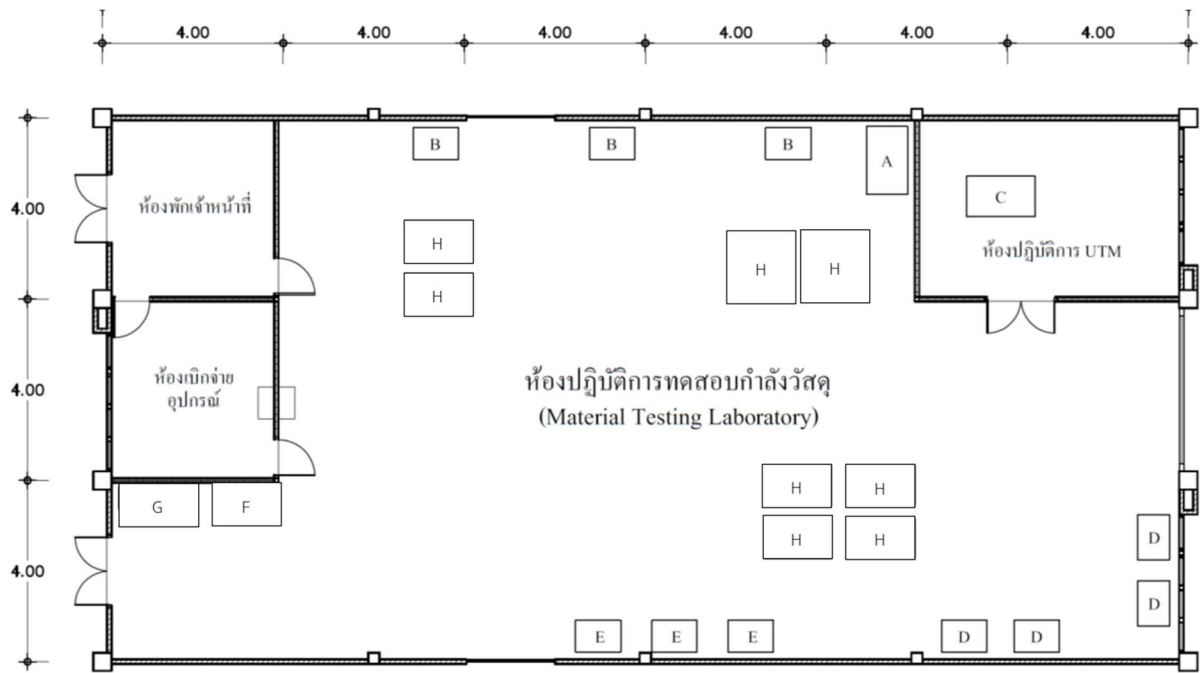 4.00 4.00 4.00 4.00 4.00 4.00
B B B A
4.00
ห้องพักเจ้าหน้าที่
C
H
H H
ห้องปฏิบัติการ UTM
H
4.00
ห้องเบิกจ่าย
อุปกรณ์
ห้องปฏิบัติการทดสอบกำลังวัสดุ
(Material Testing Laboratory)
H H
G F
D
H H
4.00
D
E E E D D